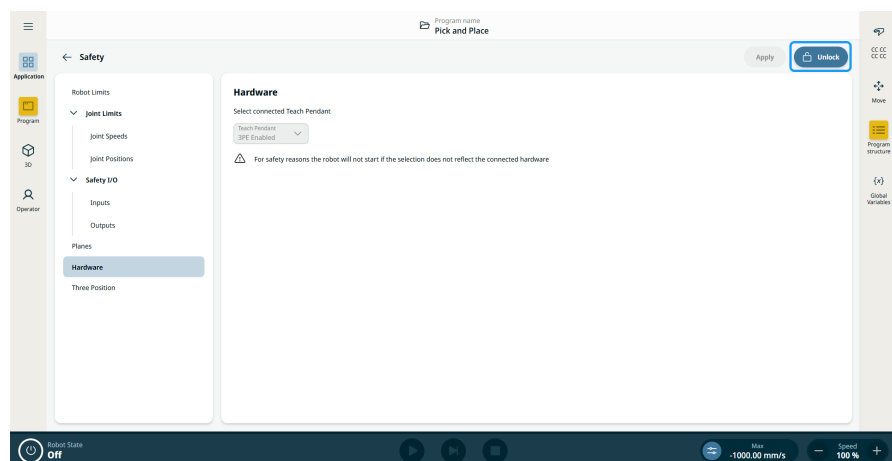 Program name
Pick and Place
Application
Program
3D
Operator
Safety
Apply
Unlock
Robot Limits
Joint Limits
Joint Speeds
Joint Positions
Safety I/O
Inputs
Outputs
Planes
Hardware
Three Position
Hardware
Select connected Teach Pendant
Teach Pendant
3PE Enabled
For safety reasons the robot will not start if the selection does not reflect the connected hardware
CC CC
CC CC
Move
Program
structure
{x}
Global
Variables
Robot State
Off
Max
-1000.00 mm/s
Speed
100 %